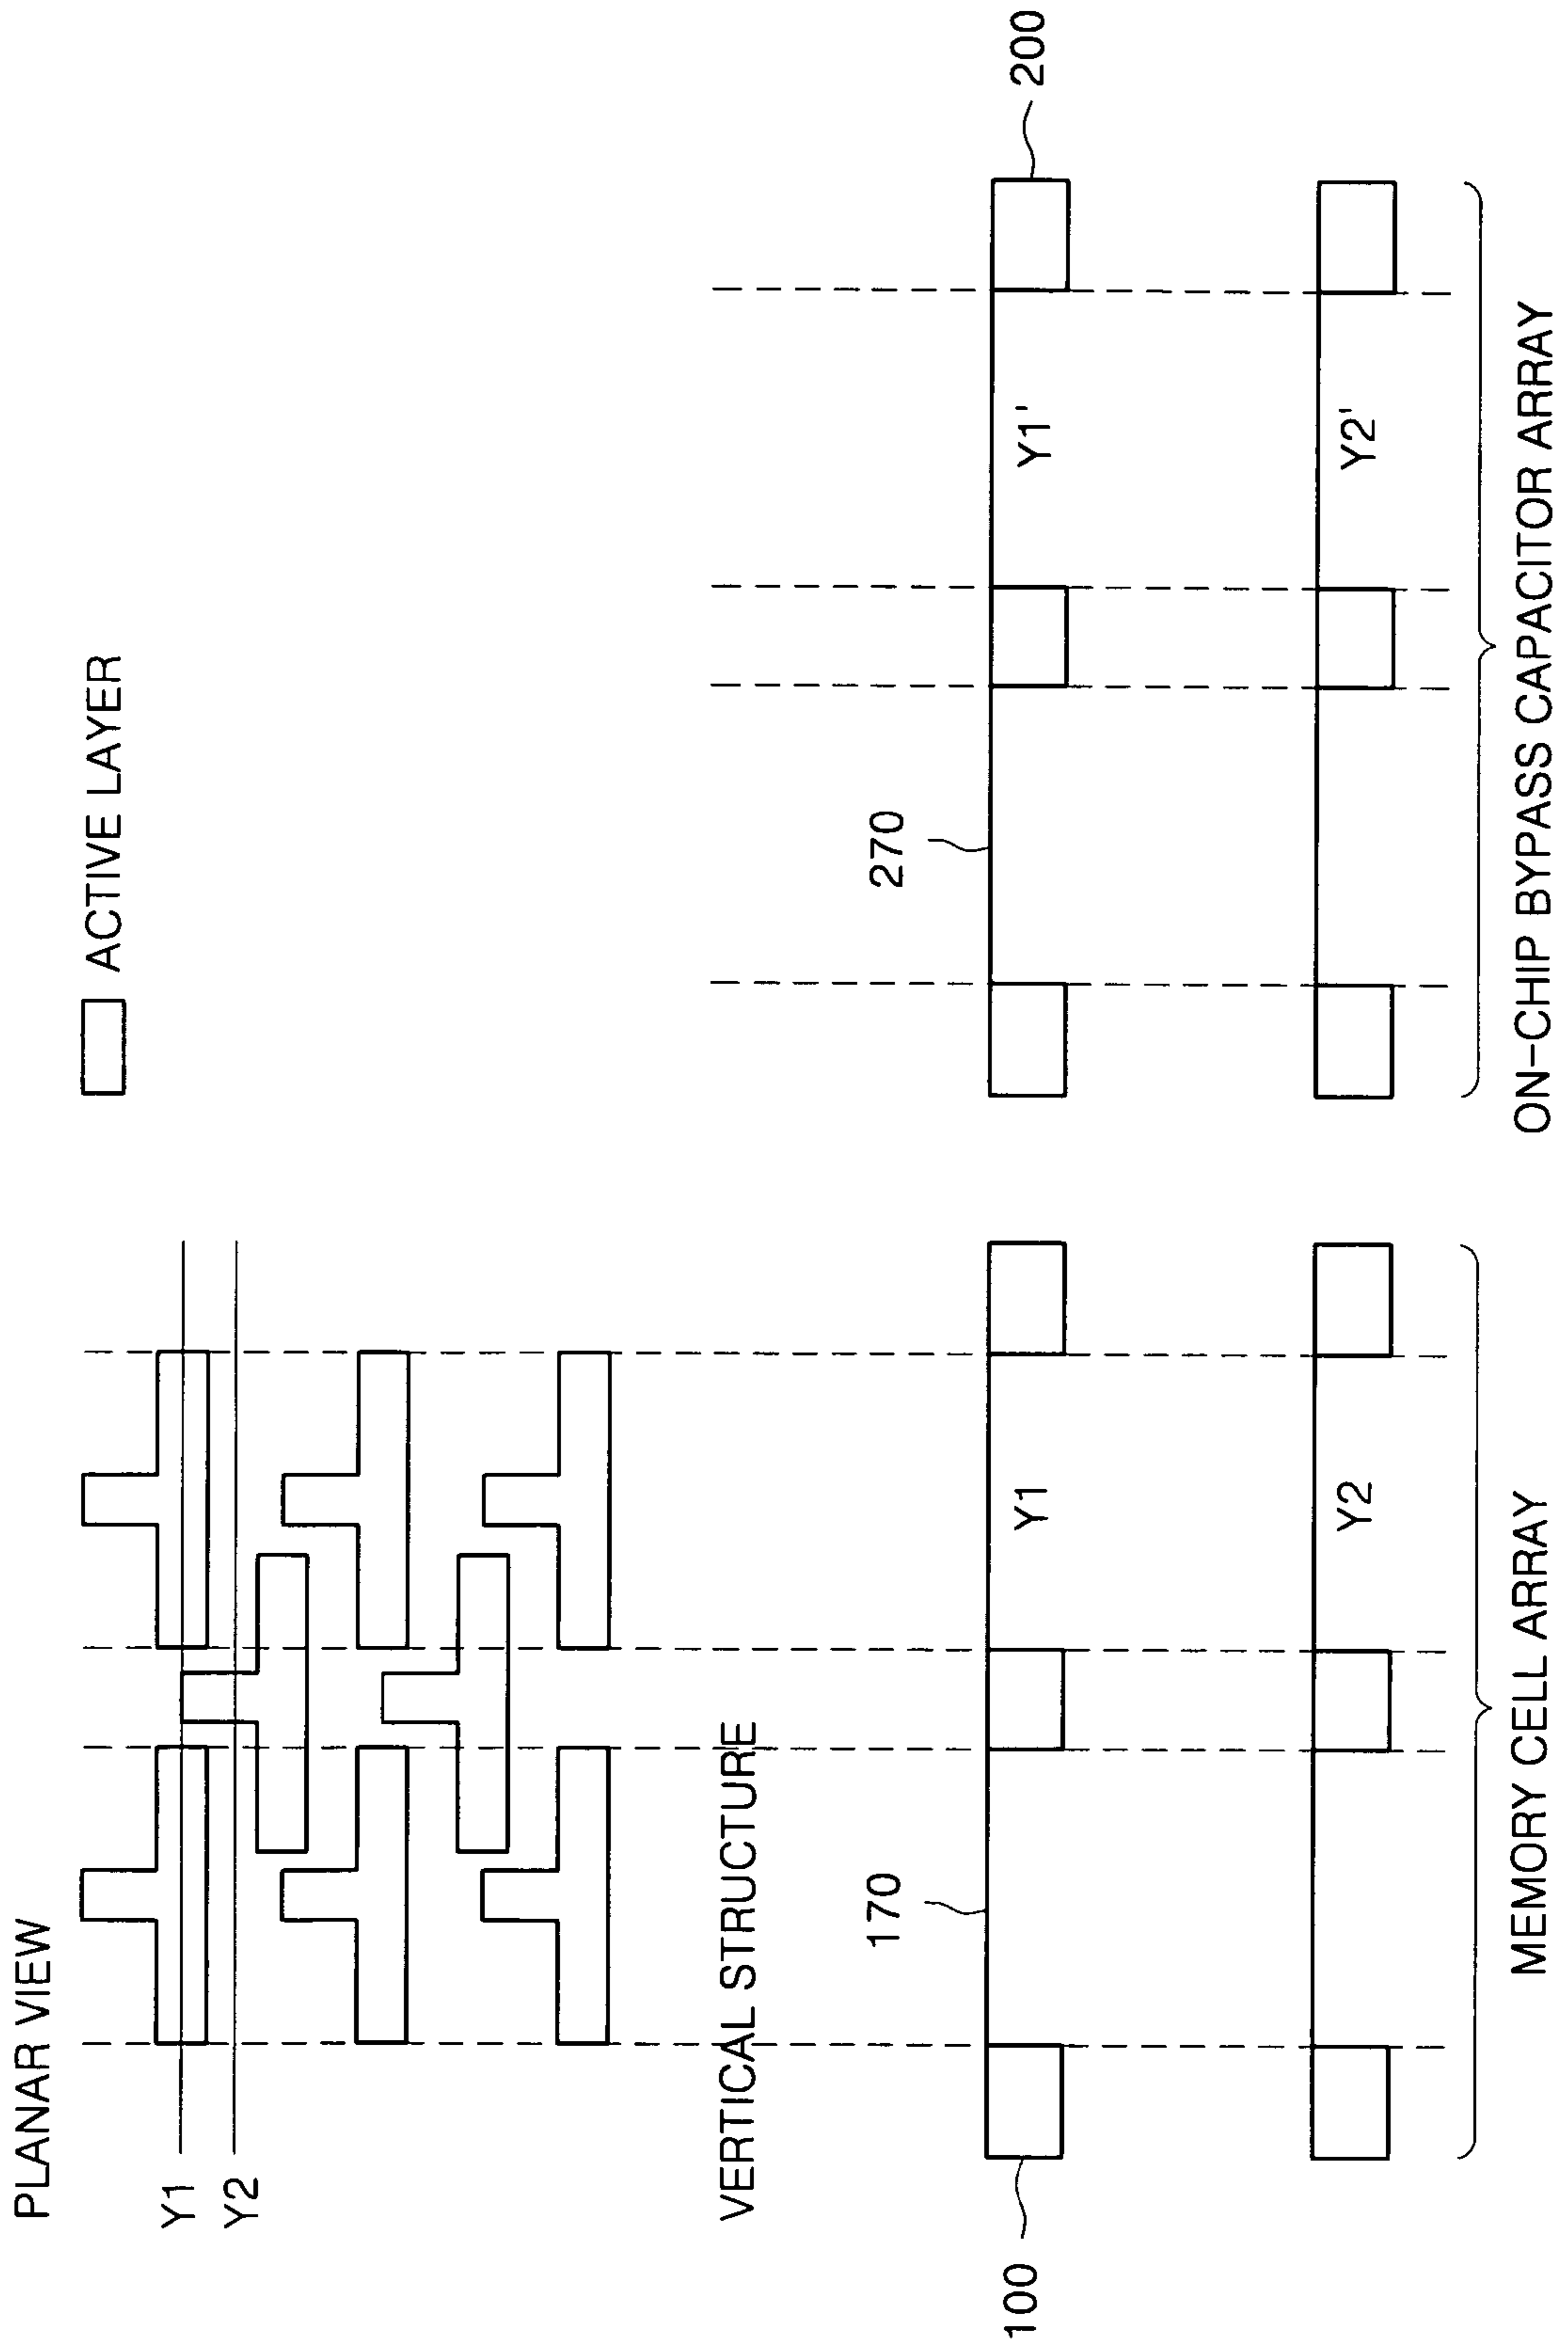 PLANAR VIEW
ACTIVE LAYER
Y1
Y2
VERTICAL STRUCTURE
170
270
100
Y1
Y1'
200
Y2
Y2'
MEMORY CELL ARRAY
ON-CHIP BYPASS CAPACITOR ARRAY